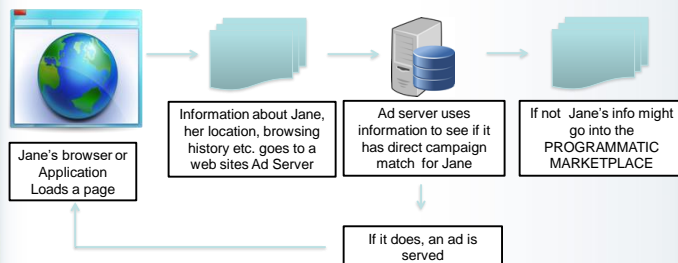 Jane's browser or
Application
Loads a page
Information about Jane,
her location, browsing
history etc. goes to a
web sites Ad Server
Ad server uses
information to see if it
has direct campaign
match for Jane
If not Jane's info might
go into the
PROGRAMMATIC
MARKETPLACE
If it does, an ad is
served